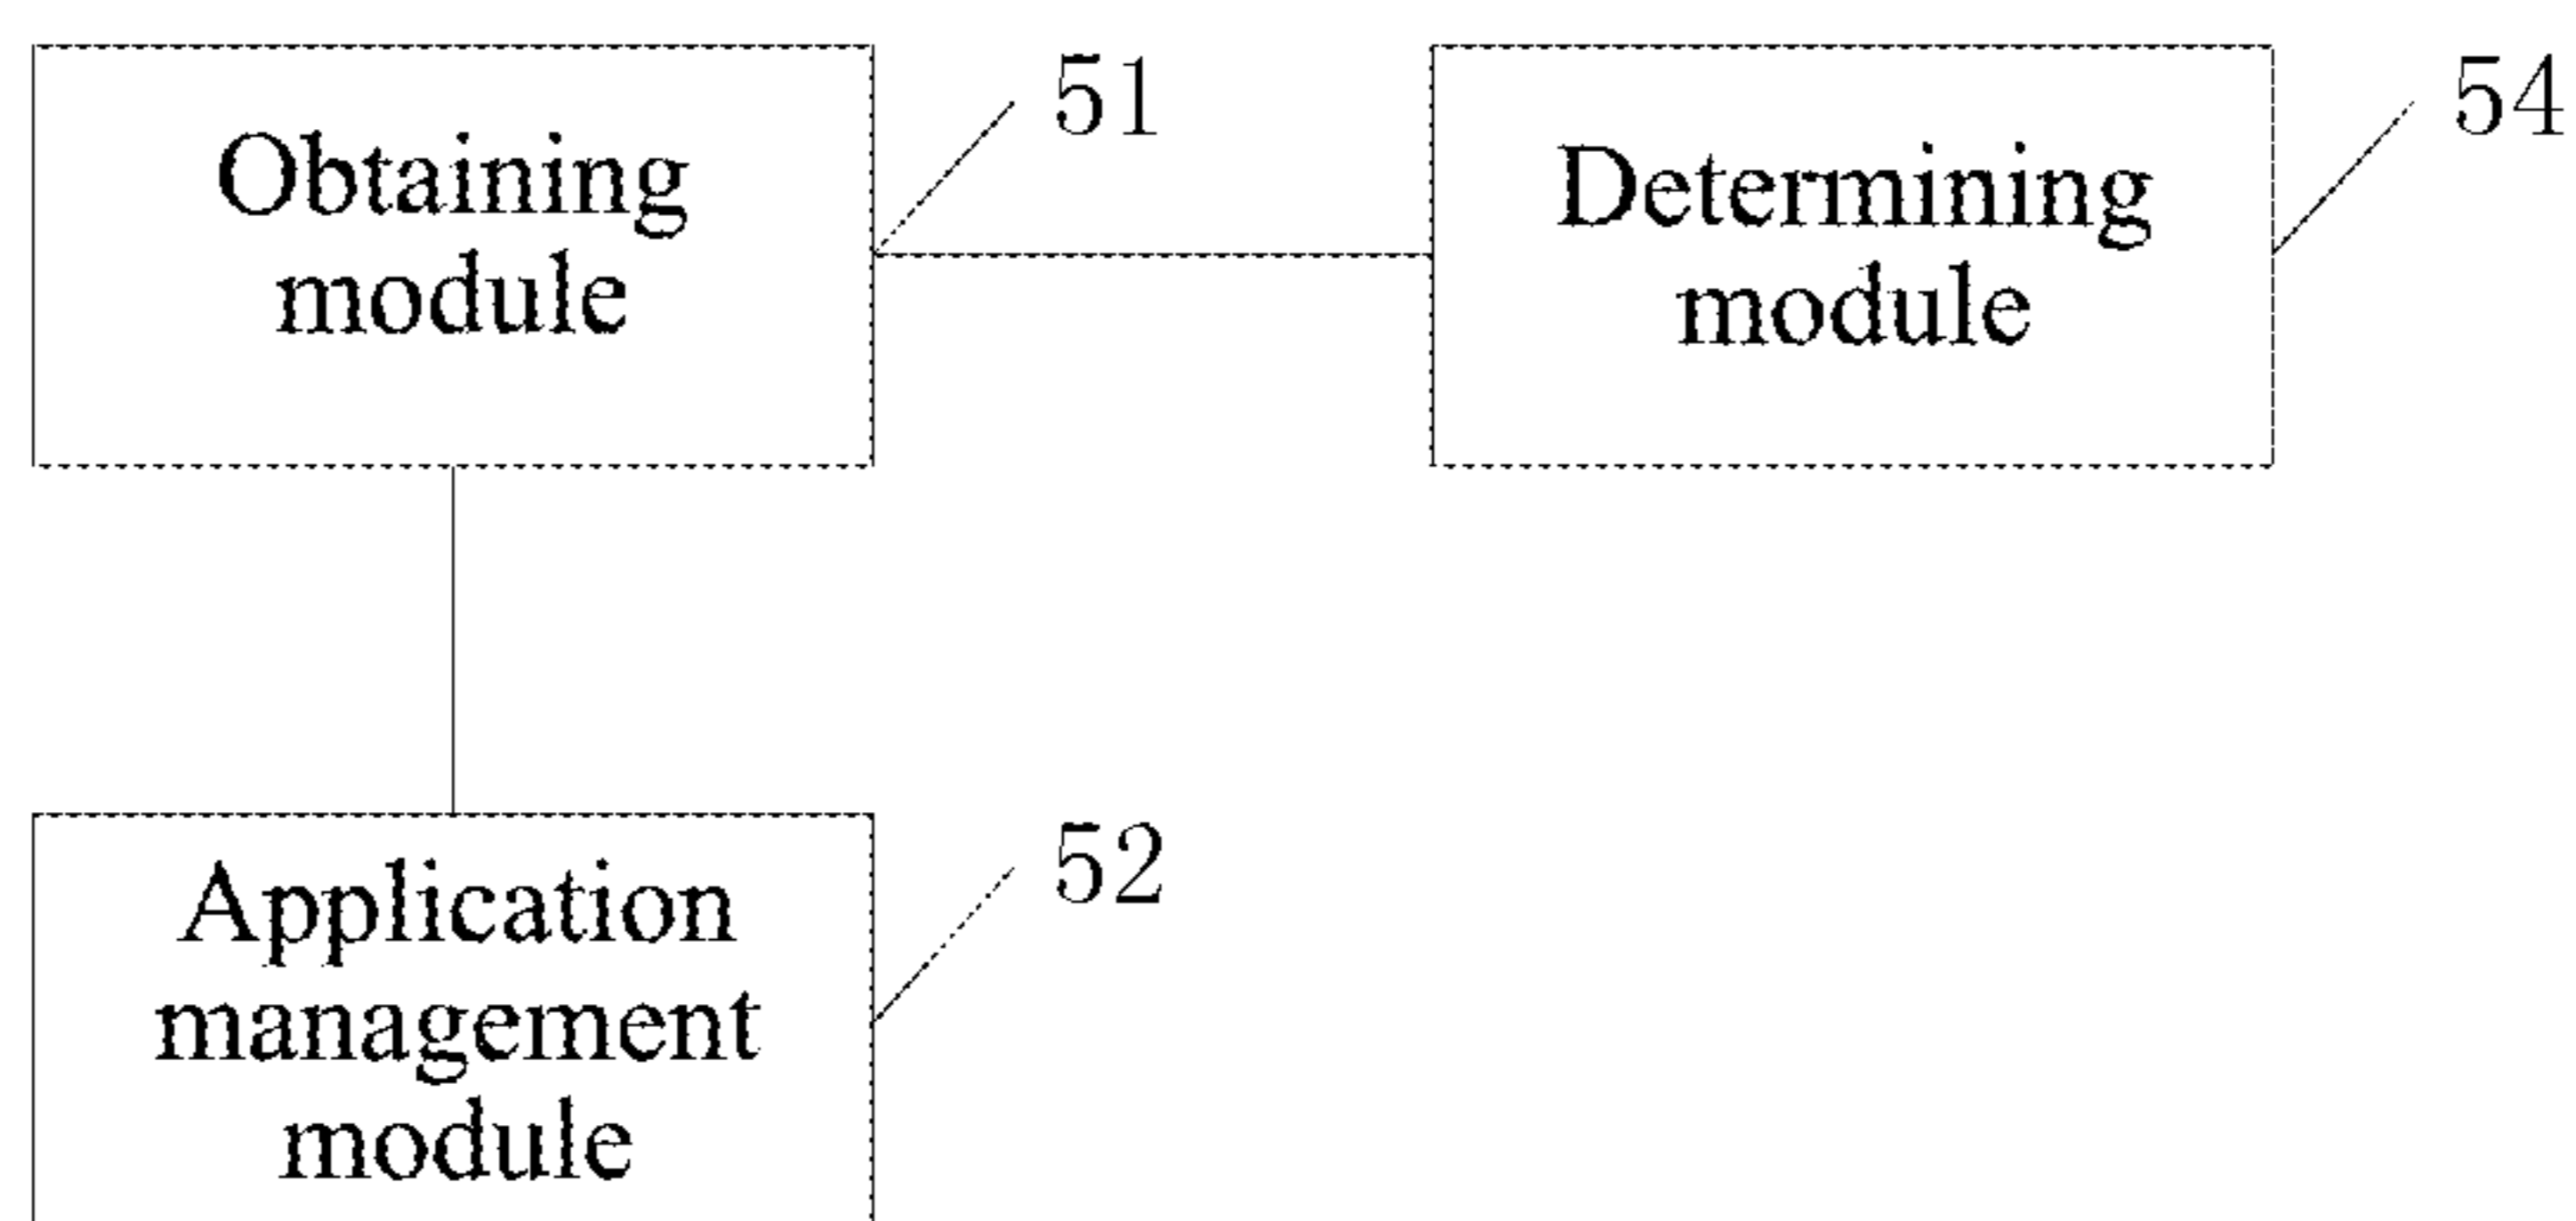 Obtaining
module
51
Determining
module
54
Application
management
module
52